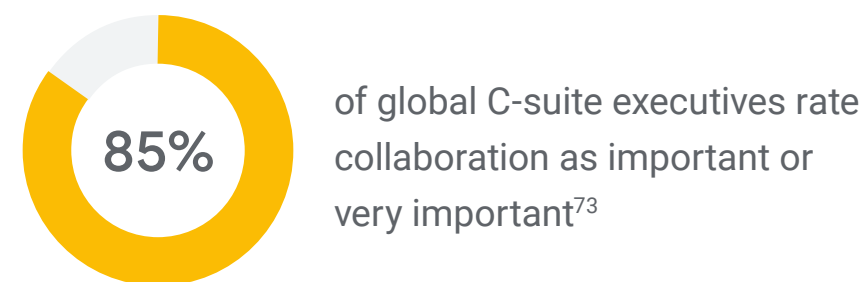 85%
of global C-suite executives rate
collaboration as important or
very important73